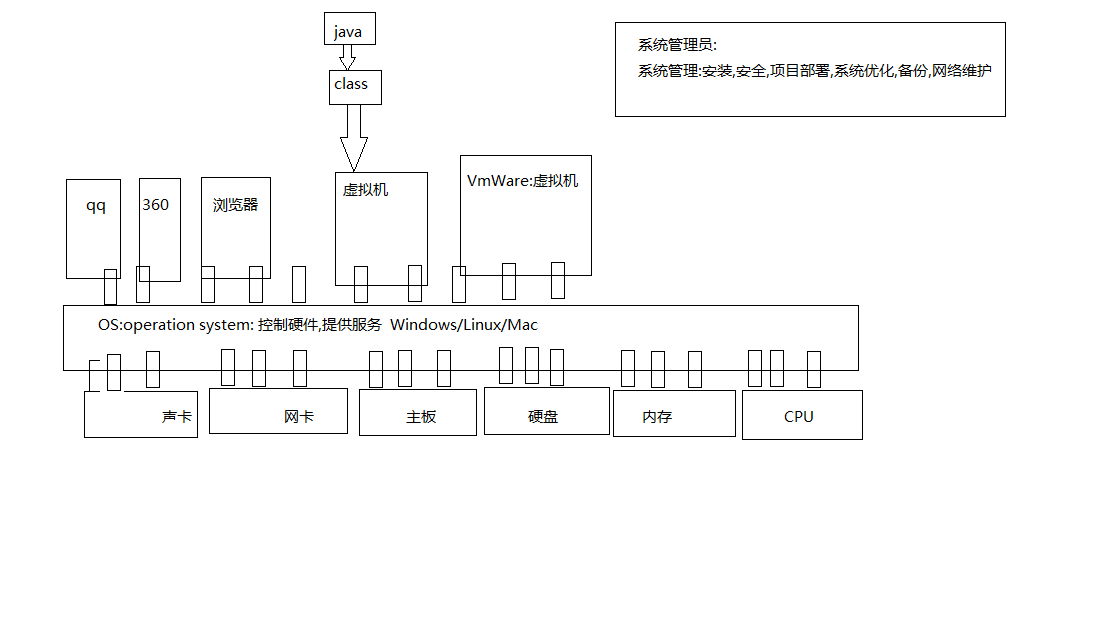 java
class
系统管理员:
系统管理:安装,安全,项目部署,系统优化,备份,网络维护
qq
360
浏览器
虚拟机
VmWare:虚拟机
OS:operation system: 控制硬件,提供服务 Windows/Linux/Mac
声卡
网卡
主板
硬盘
内存
CPU